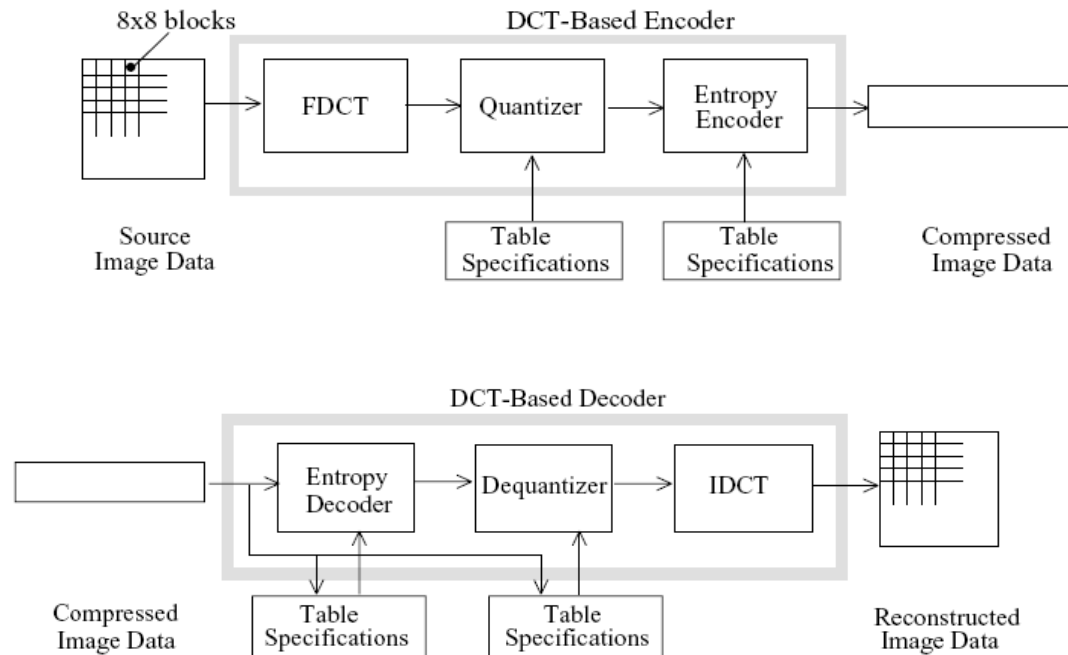 8x8 blocks
DCT-Based Encoder
FDCT
Quantizer
Entropy
Encoder
Table
Specifications
Table
Specifications
Source
Image Data
Compressed
Image Data
DCT-Based Decoder
Entropy
Decoder
Dequantizer
IDCT
Table
Specifications
Table
Specifications
Compressed
Image Data
Reconstructed
Image Data